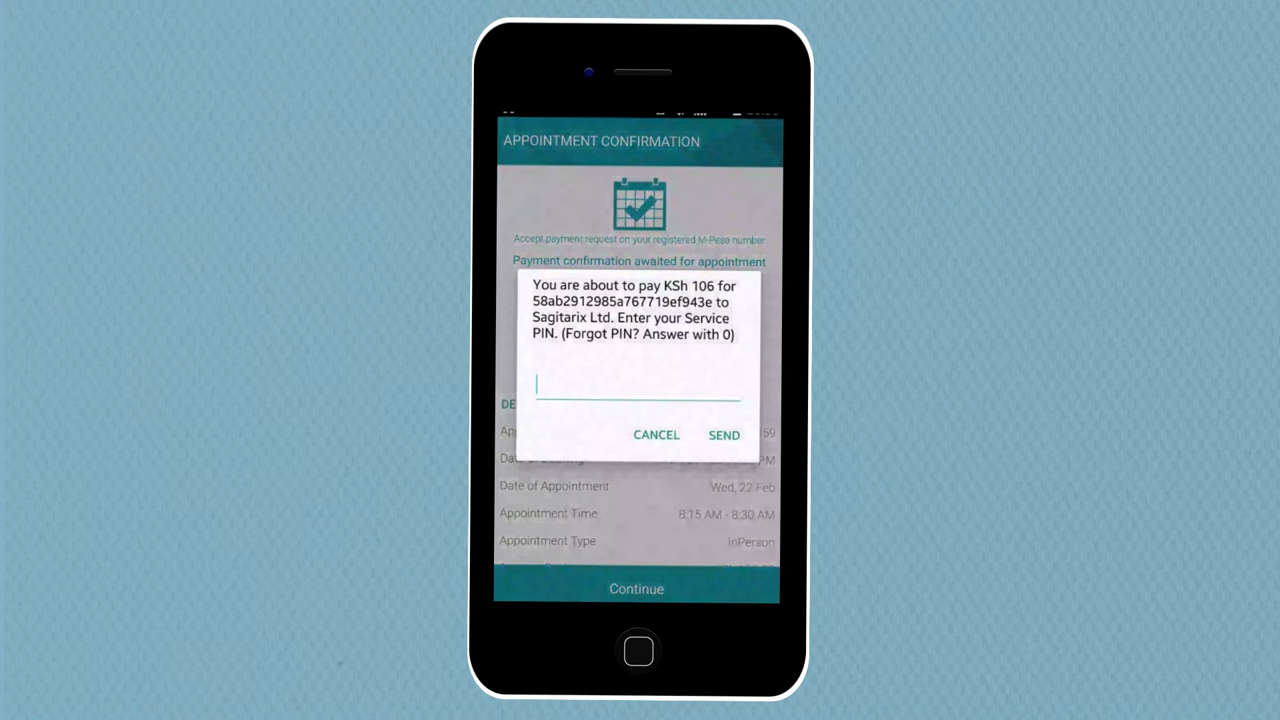 APPOINTMENT CONFIRMATION
Accept payment request on your registered M-Pesa number
Payment confirmation awaited for appointment
You are about to pay KSh 106 for
58ab2912985a767719ef943e to
Sagitarix Ltd. Enter your Service
PIN. (Forgot PIN? Answer with 0)
CANCEL SEND
59
PM
Date of Appointment Wed, 22 Feb
Appointment Time 8:15 AM - 8:30 AM
Appointment Type InPerson
Continue